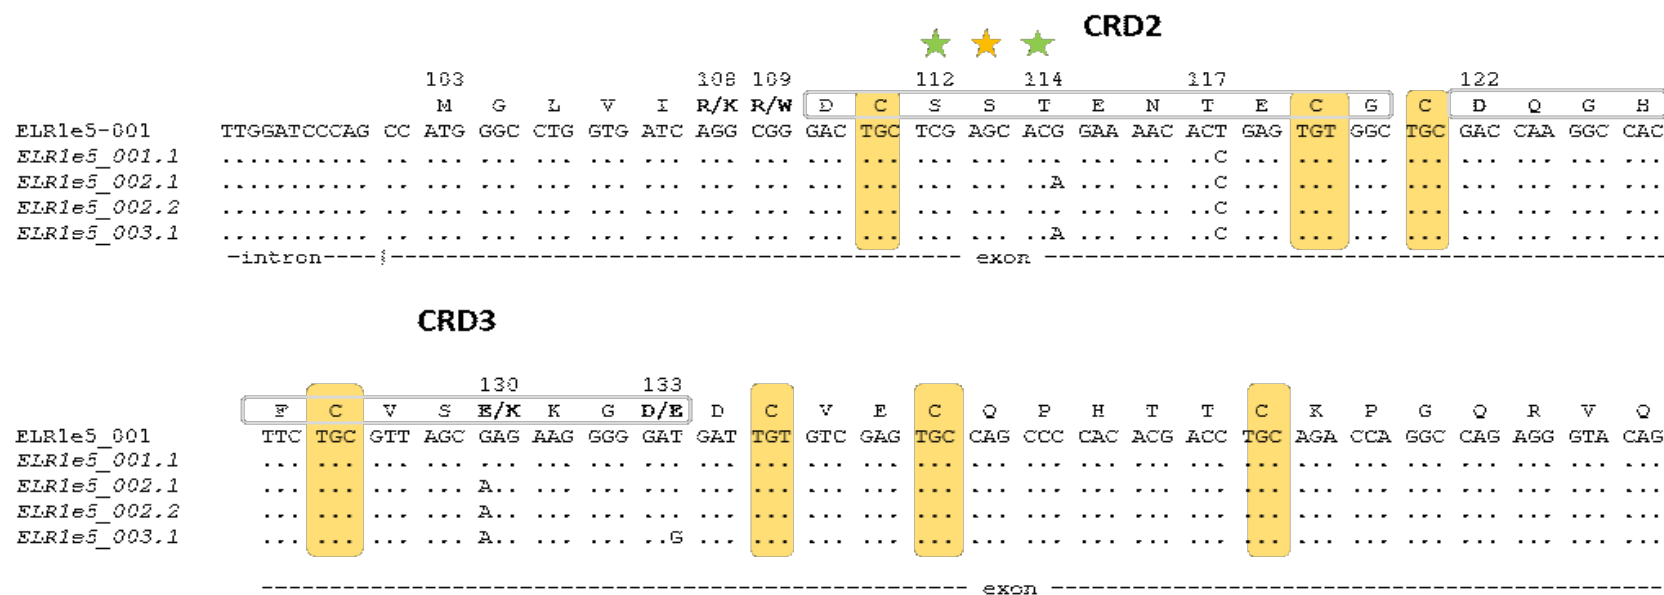 CRD2
103 108 109 112 114 117 122
M G L V I R/K R/W D C S S T E N T E C G C D Q G H
ELR1e5-001 TTGGATCCCAG CC ATG GGC CTG GTG ATC AGG CGG GAC TGC TCG AGC ACG GAA AAC ACT GAG TGT GGC TGC GAC CAA GGC CAC
ELR1e5_001.1 ........... .. ... ... ... ... ... ... ... ... ... ... ... ... ... ... ..C ... ... ... ... ... ... ... ...
ELR1e5_002.1 ........... .. ... ... ... ... ... ... ... ... ... ... ... ..A ... ... ..C ... ... ... ... ... ... ... ...
ELR1e5_002.2 ........... .. ... ... ... ... ... ... ... ... ... ... ... ... ... ... ..C ... ... ... ... ... ... ... ...
ELR1e5_003.1 ........... .. ... ... ... ... ... ... ... ... ... ... ... ..A ... ... ..C ... ... ... ... ... ... ... ...
-intron----§--------------------------------------------- exon ------------------------------------------------
CRD3
130 133
F C V S E/K K G D/E D C V E C Q P H T T C K P G Q R V Q
ELR1e5_001 TTC TGC GTT AGC GAG AAG GGG GAT GAT TGT GTC GAG TGC CAG CCC CAC ACG ACC TGC AGA CCA GGC CAG AGG GTA CAG
ELR1e5_001.1 ... ... ... ... ... ... ... ... ... ... ... ... ... ... ... ... ... ... ... ... ... ... ... ... ... ...
ELR1e5_002.1 ... ... ... ... A.. ... ... ... ... ... ... ... ... ... ... ... ... ... ... ... ... ... ... ... ... ...
ELR1e5_002.2 ... ... ... ... A.. ... ... ... ... ... ... ... ... ... ... ... ... ... ... ... ... ... ... ... ... ...
ELR1e5_003.1 ... ... ... ... A.. ... ... ..G ... ... ... ... ... ... ... ... ... ... ... ... ... ... ... ... ... ...
--------------------------------------------------- exon -------------------------------------------